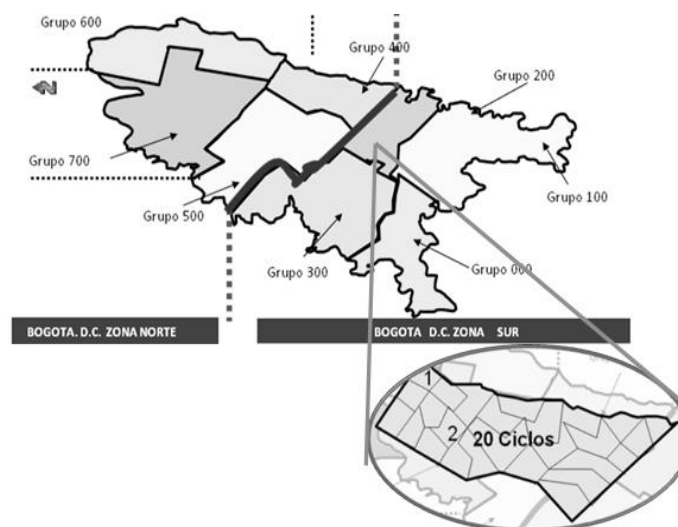 Grupo 600
Grupo 400
Grupo 200
N
Grupo 700
Grupo 500
Grupo 100
Grupo 300
Grupo 000
BOGOTA. D.C. ZONA NORTE
BOGOTA D.C. ZONA SUR
1
2
20 Ciclos